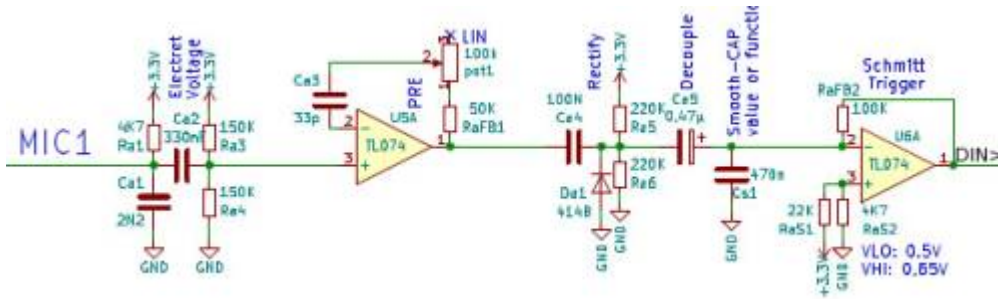 MIC1
+3.3V
Electret
Voltage
+3.3V
4K7
Ra1
Ca2
330nF
150K
Ra3
Ca1
2N2
150K
Ra4
GND
GND
Ca3
33p
2
3
LIN
100k
pot1
2
1
PRE
50K
RaFB1
U5A
TL074
1
100N
Ca4
Rectify
+3.3V
220K
Ra5
220K
Ra6
Da1
GND
GND
Decouple
Ca5
0.47µ
+
Smooth-CAP
value or functi
470n
Cs1
GND
Schmitt
Trigger
RaFB2
100K
U6A
TL074
2
3
1
DIN>
22K
RaS1
4K7
RaS2
+3.3V
GND
VLO: 0.5V
VHI: 0,65V